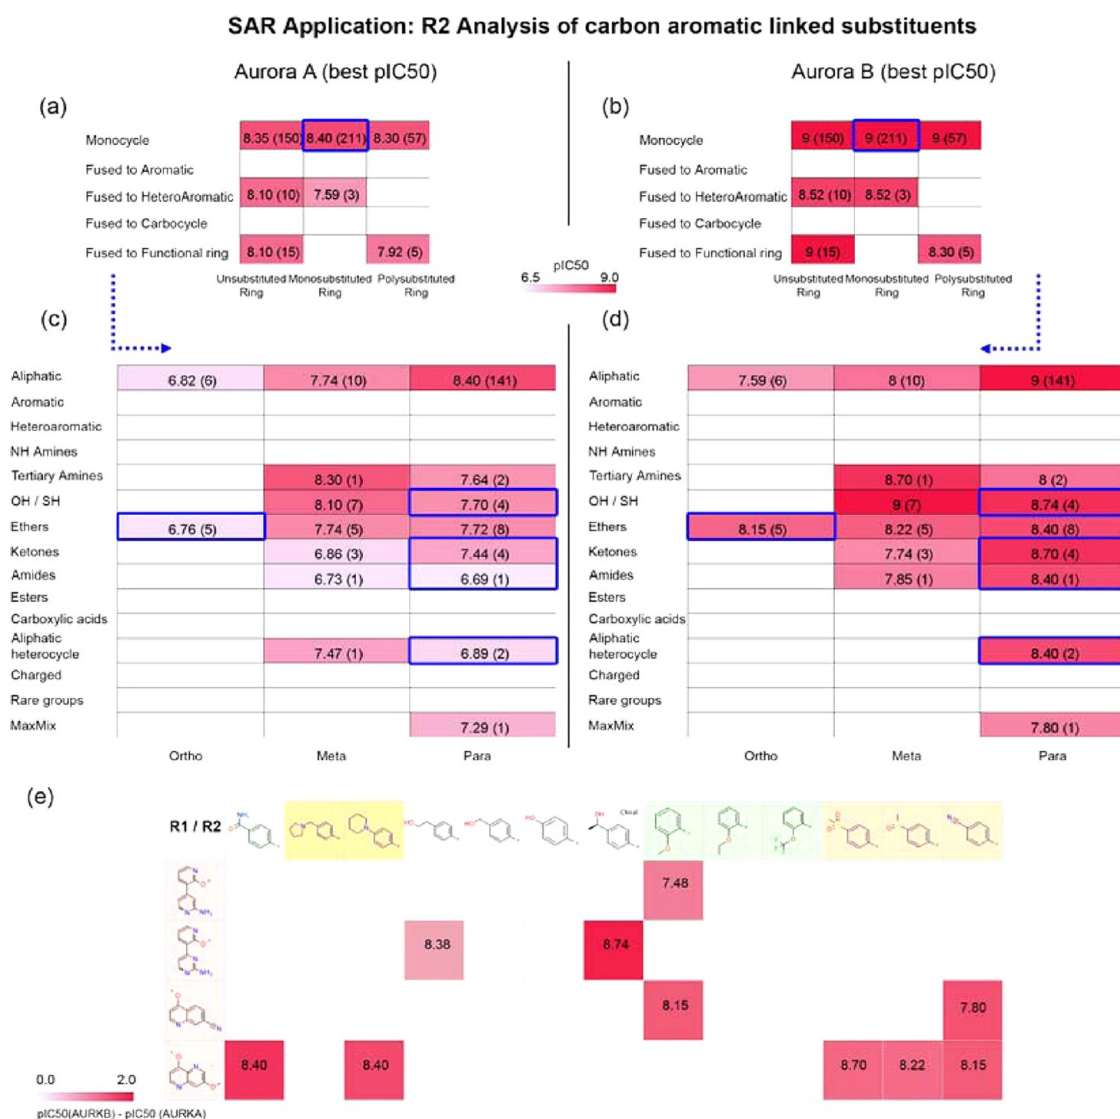 SAR Application: R2 Analysis of carbon aromatic linked substituents
Aurora A (best pIC50)
Aurora B (best pIC50)
(a)
Monocycle 8.35 (150) 8.40 (211) 8.30 (57)
Fused to Aromatic
Fused to HeteroAromatic 8.10 (10) 7.59 (3)
Fused to Carbocycle
Fused to Functional ring 8.10 (15) 7.92 (5)
Unsubstituted Monosubstituted Polysubstituted
Ring Ring Ring
(b)
Monocycle 9 (150) 9 (211) 9 (57)
Fused to Aromatic
Fused to HeteroAromatic 8.52 (10) 8.52 (3)
Fused to Carbocycle
Fused to Functional ring 9 (15) 8.30 (5)
Unsubstituted Monosubstituted Polysubstituted
Ring Ring Ring
pIC50
6.5 9.0
(c)
Aliphatic 6.82 (6) 7.74 (10) 8.40 (141)
Aromatic
Heteroaromatic
NH Amines
Tertiary Amines 8.30 (1) 7.64 (2)
OH / SH 8.10 (7) 7.70 (4)
Ethers 6.76 (5) 7.74 (5) 7.72 (8)
Ketones 6.86 (3) 7.44 (4)
Amides 6.73 (1) 6.69 (1)
Esters
Carboxylic acids
Aliphatic
heterocycle 7.47 (1) 6.89 (2)
Charged
Rare groups
MaxMix 7.29 (1)
Ortho Meta Para
(d)
Aliphatic 7.59 (6) 8 (10) 9 (141)
Aromatic
Heteroaromatic
NH Amines
Tertiary Amines 8.70 (1) 8 (2)
OH / SH 9 (7) 8.74 (4)
Ethers 8.15 (5) 8.22 (5) 8.40 (8)
Ketones 7.74 (3) 8.70 (4)
Amides 7.85 (1) 8.40 (1)
Esters
Carboxylic acids
Aliphatic
heterocycle 8.40 (2)
Charged
Rare groups
MaxMix 7.80 (1)
Ortho Meta Para
(e)
R1 / R2
Chiral
7.48
8.38 8.74
8.15 7.80
8.40 8.40 8.70 8.22 8.15
0.0 2.0
pIC50(AURKB) - pIC50 (AURKA)